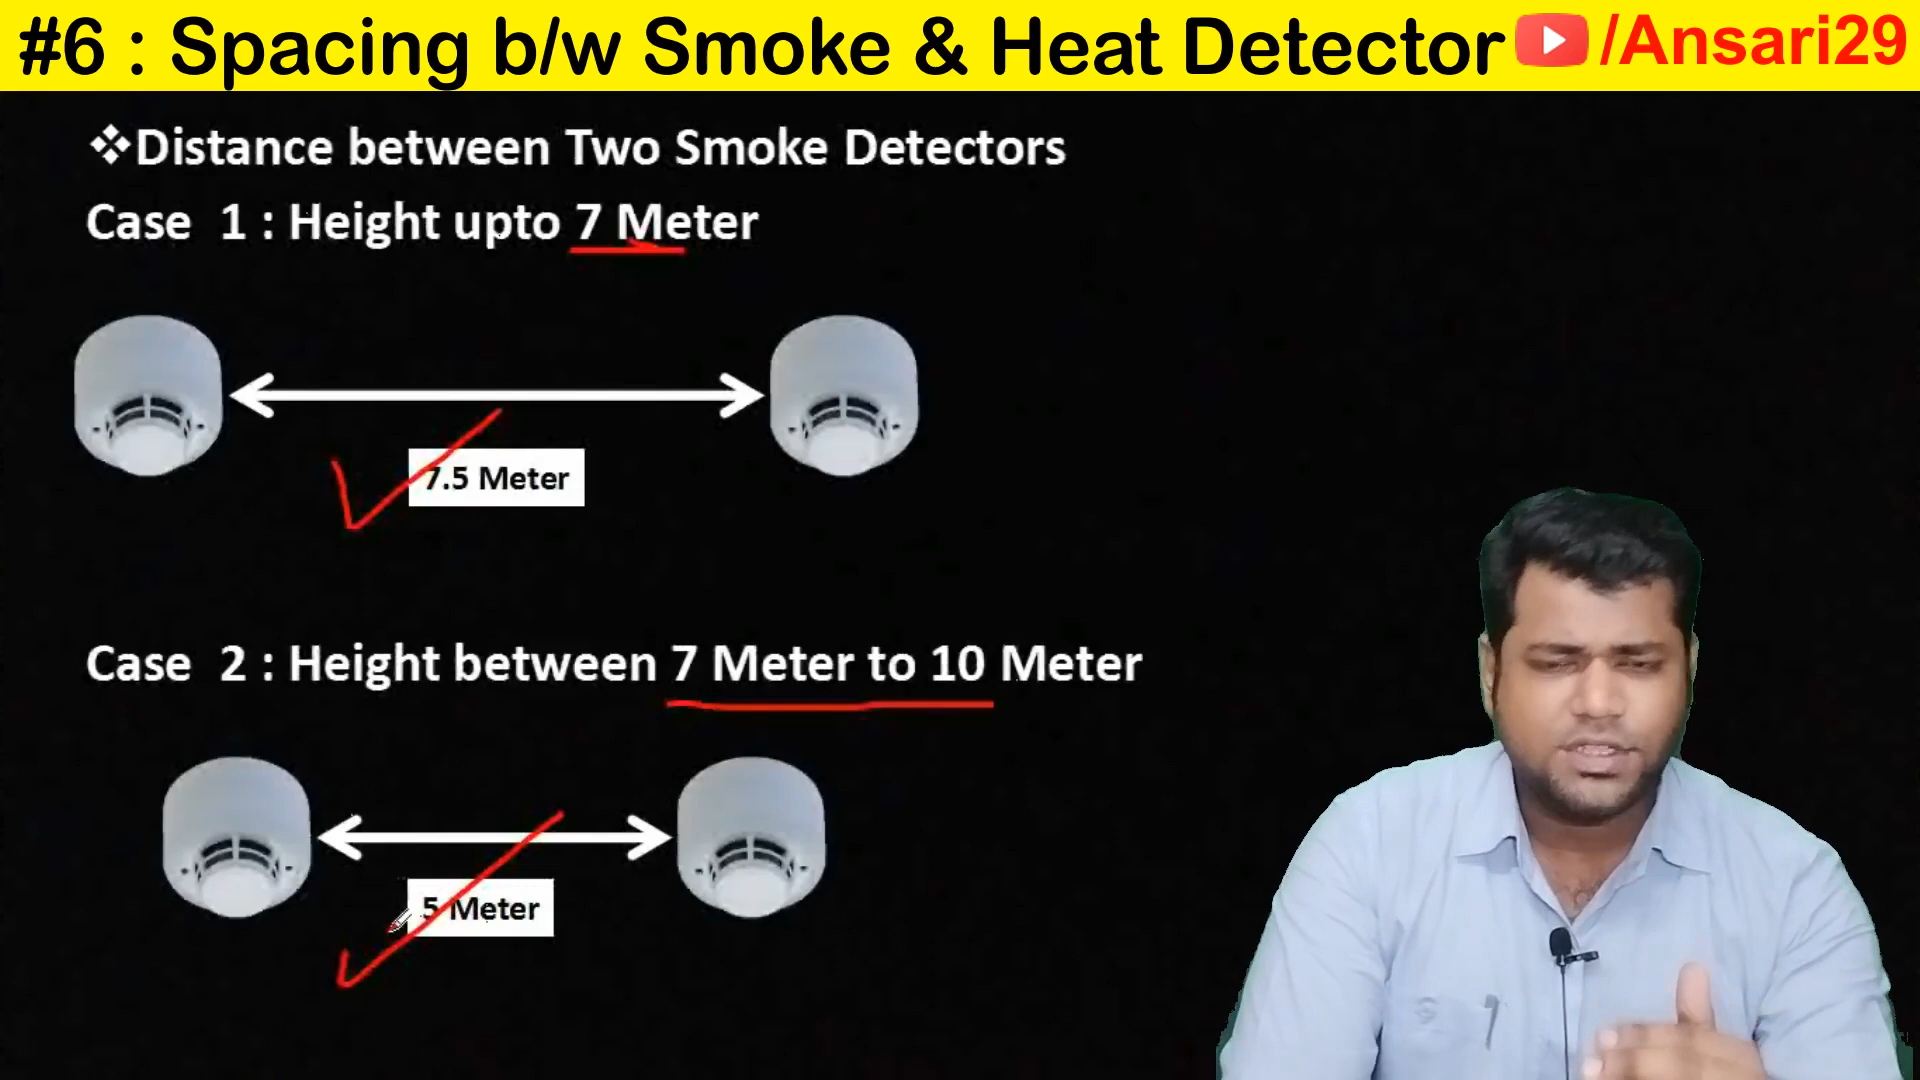 #6 : Spacing b/w Smoke & Heat Detector /Ansari29
❖Distance between Two Smoke Detectors
Case 1 : Height upto 7 Meter
7.5 Meter
Case 2 : Height between 7 Meter to 10 Meter
5 Meter